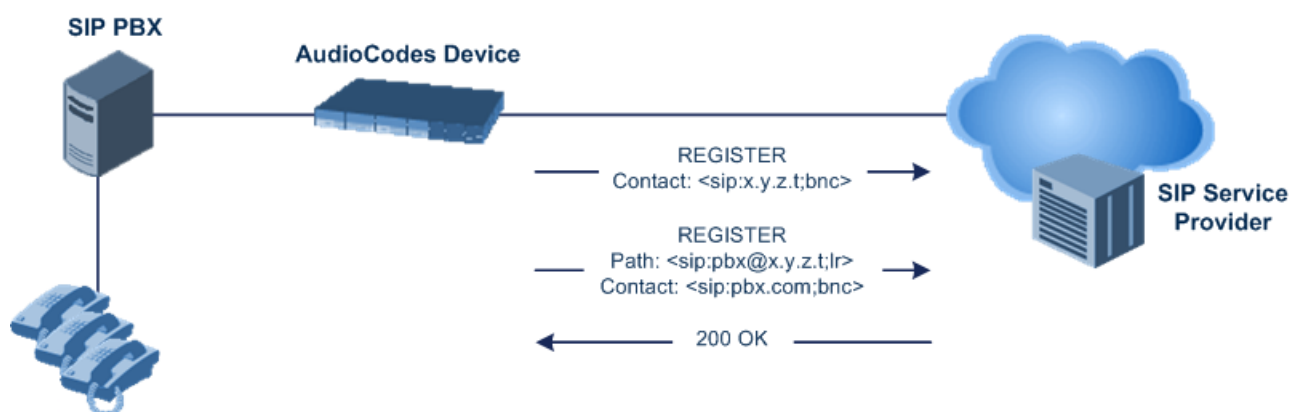 SIP PBX
AudioCodes Device
REGISTER
Contact: <sip:x.y.z.t;bnc>
SIP Service
Provider
REGISTER
Path: <sip:pbx@x.y.z.t;lr>
Contact: <sip:pbx.com;bnc>
200 OK